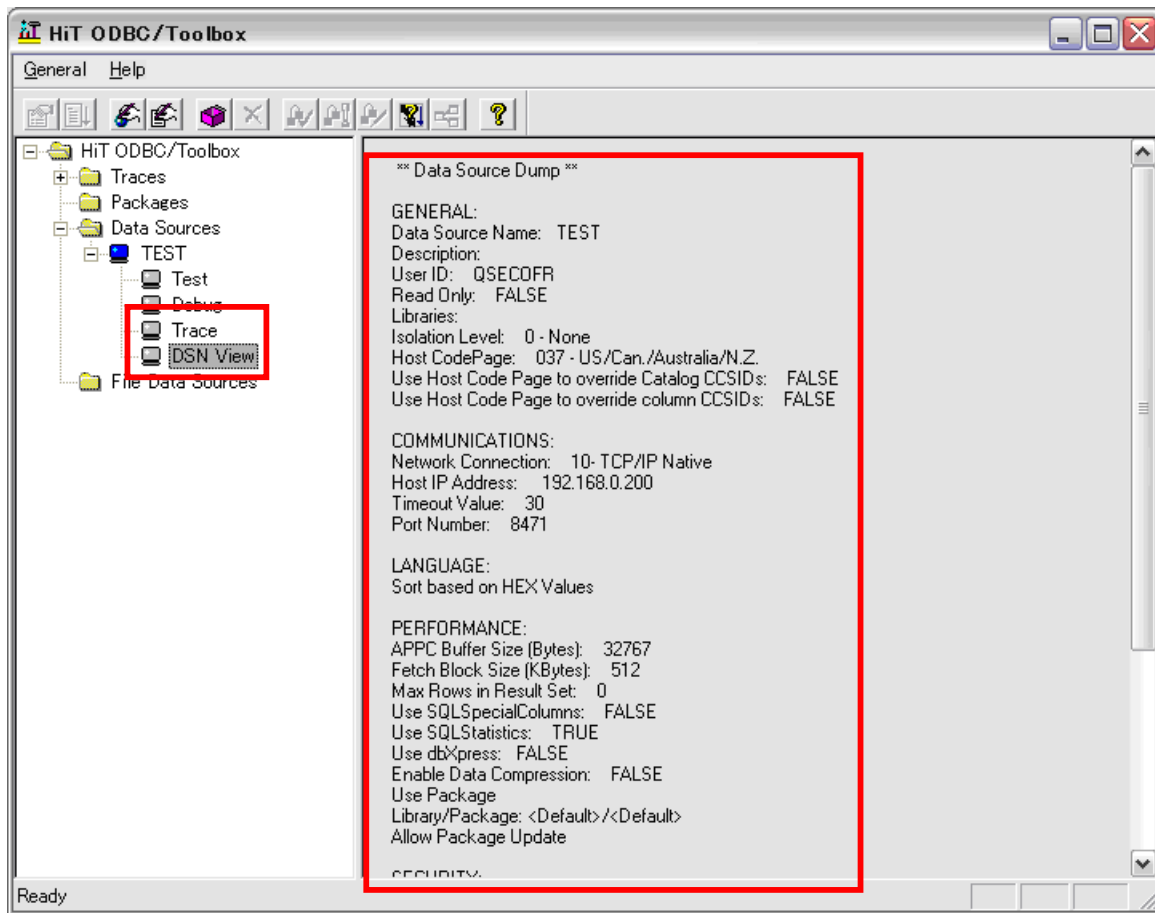 HiT ODBC/Toolbox
General Help
HiT ODBC/Toolbox
Traces
Packages
Data Sources
TEST
Test
Debug
Trace
DSN View
File Data Sources
** Data Source Dump **
GENERAL:
Data Source Name: TEST
Description:
User ID: QSECOFR
Read Only: FALSE
Libraries:
Isolation Level: 0 - None
Host CodePage: 037 - US/Can./Australia/N.Z.
Use Host Code Page to override Catalog CCSIDs: FALSE
Use Host Code Page to override column CCSIDs: FALSE
COMMUNICATIONS:
Network Connection: 10- TCP/IP Native
Host IP Address: 192.168.0.200
Timeout Value: 30
Port Number: 8471
LANGUAGE:
Sort based on HEX Values
PERFORMANCE:
APPC Buffer Size (Bytes): 32767
Fetch Block Size (KBytes): 512
Max Rows in Result Set: 0
Use SQLSpecialColumns: FALSE
Use SQLStatistics: TRUE
Use dbXpress: FALSE
Enable Data Compression: FALSE
Use Package
Library/Package: <Default>/<Default>
Allow Package Update
SECURITY:
Ready